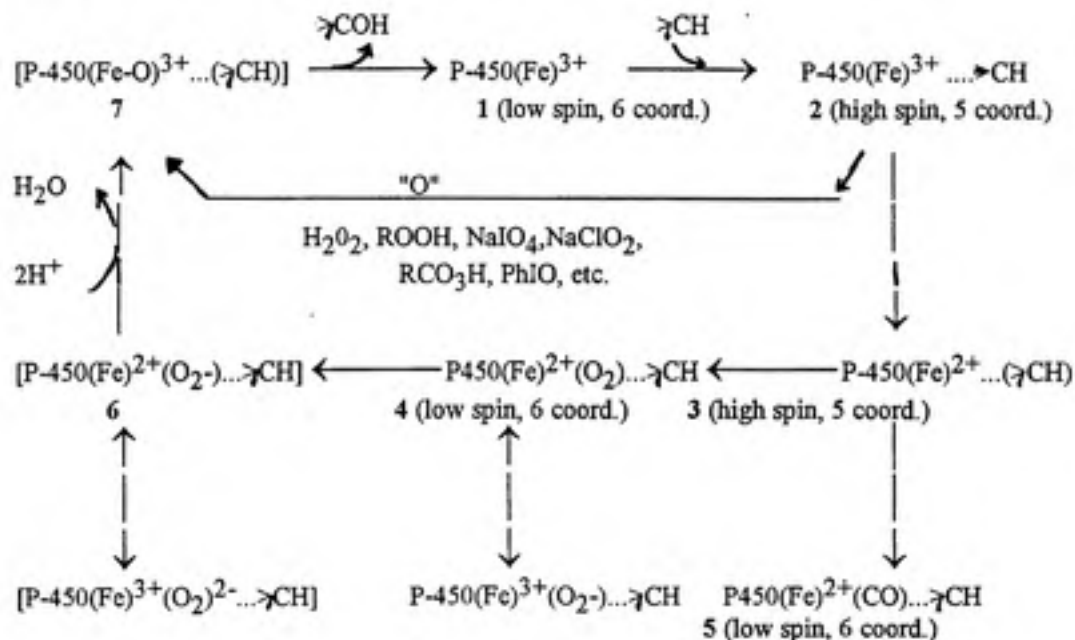 ⩾COH ⩾CH
[P-450(Fe-O)3+...(⩾CH)] P-450(Fe)3+ P-450(Fe)3+ ....⩾CH
7 1 (low spin, 6 coord.) 2 (high spin, 5 coord.)
H2O "O"
H2O2, ROOH, NaIO4,NaClO2,
2H+ RCO3H, PhIO, etc.
[P-450(Fe)2+(O2-)...⩾CH] P450(Fe)2+(O2)...⩾CH P-450(Fe)2+...(⩾CH)
6 4 (low spin, 6 coord.) 3 (high spin, 5 coord.)
[P-450(Fe)3+(O2)2-...⩾CH] P-450(Fe)3+(O2-)...⩾CH P450(Fe)2+(CO)...⩾CH
5 (low spin, 6 coord.)